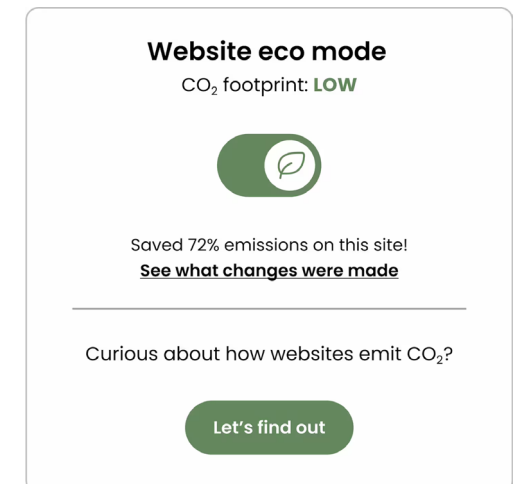 Website eco mode
CO₂ footprint: LOW
Saved 72% emissions on this site!
See what changes were made
Curious about how websites emit CO₂?
Let’s find out